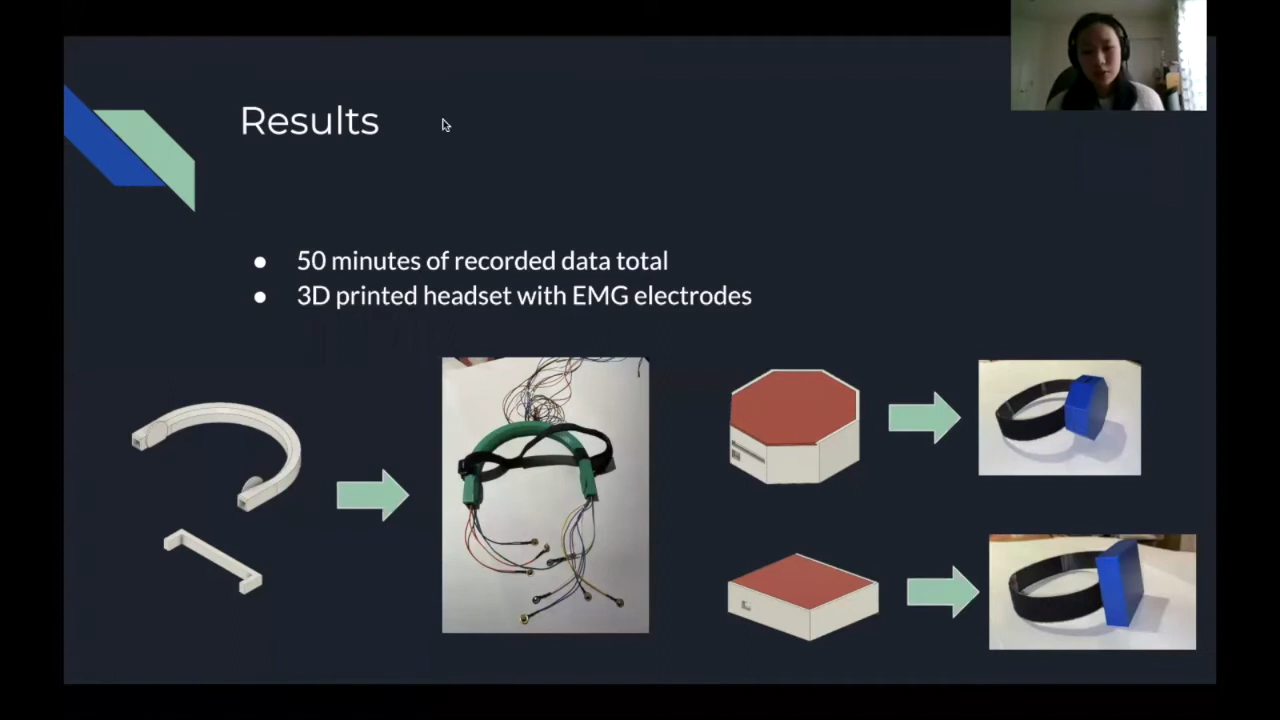 Results
● 50 minutes of recorded data total
● 3D printed headset with EMG electrodes